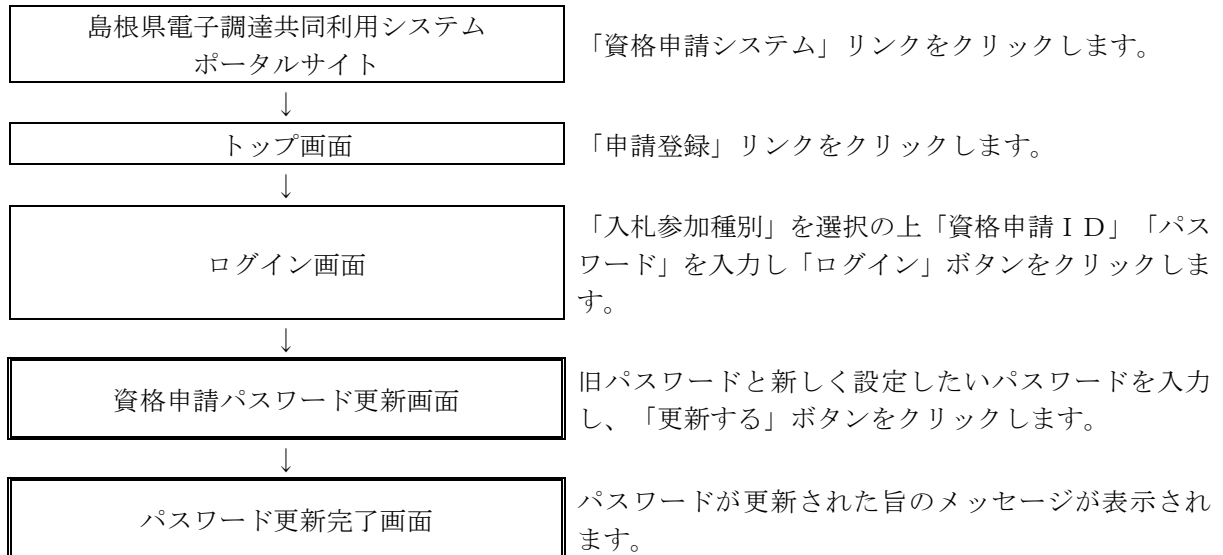 島根県電子調達共同利用システム
ポータルサイト
「資格申請システム」リンクをクリックします。
↓
トップ画面
「申請登録」リンクをクリックします。
↓
ログイン画面
「入札参加種別」を選択の上「資格申請ＩＤ」「パス
ワード」を入力し「ログイン」ボタンをクリックしま
す。
↓
資格申請パスワード更新画面
旧パスワードと新しく設定したいパスワードを入力
し、「更新する」ボタンをクリックします。
↓
パスワード更新完了画面
パスワードが更新された旨のメッセージが表示され
ます。